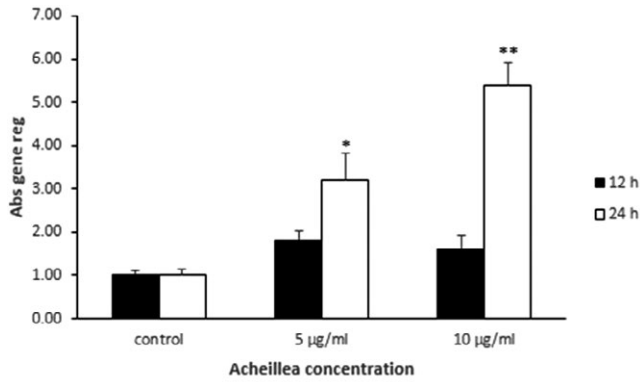 7.00
6.00
5.00
4.00
3.00
2.00
1.00
0.00
Abs gene reg
**
*
12 h
24 h
control
5 µg/ml
10 µg/ml
Acheillea concentration